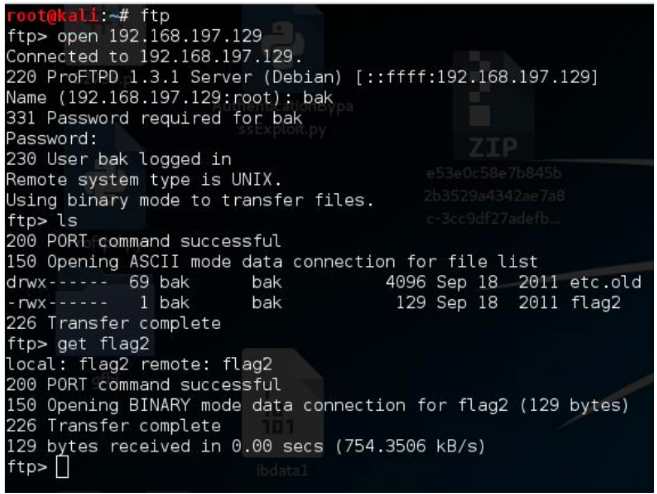 root@kali:~# ftp
ftp> open 192.168.197.129
Connected to 192.168.197.129.
220 ProFTPD 1.3.1 Server (Debian) [::ffff:192.168.197.129]
Name (192.168.197.129:root): bak
331 Password required for bak
Password:
230 User bak logged in
Remote system type is UNIX.
Using binary mode to transfer files.
ftp> ls
200 PORT command successful
150 Opening ASCII mode data connection for file list
drwx------  69 bak      bak          4096 Sep 18  2011 etc.old
-rwx------   1 bak      bak           129 Sep 18  2011 flag2
226 Transfer complete
ftp> get flag2
local: flag2 remote: flag2
200 PORT command successful
150 Opening BINARY mode data connection for flag2 (129 bytes)
226 Transfer complete
129 bytes received in 0.00 secs (754.3506 kB/s)
ftp>
ssExploit.py
ZIP
e53e0c58e7b845b
2b3529a4342ae7a8
c-3cc9df27adefb...
101
ibdata1